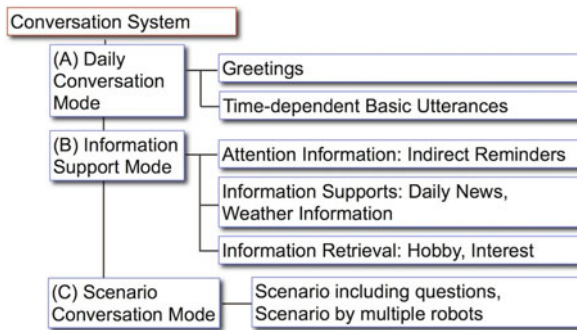 Conversation System
(A) Daily
Conversation
Mode
Greetings
Time-dependent Basic Utterances
(B) Information
Support Mode
Attention Information: Indirect Reminders
Information Supports: Daily News,
Weather Information
Information Retrieval: Hobby, Interest
(C) Scenario
Conversation Mode
Scenario including questions,
Scenario by multiple robots